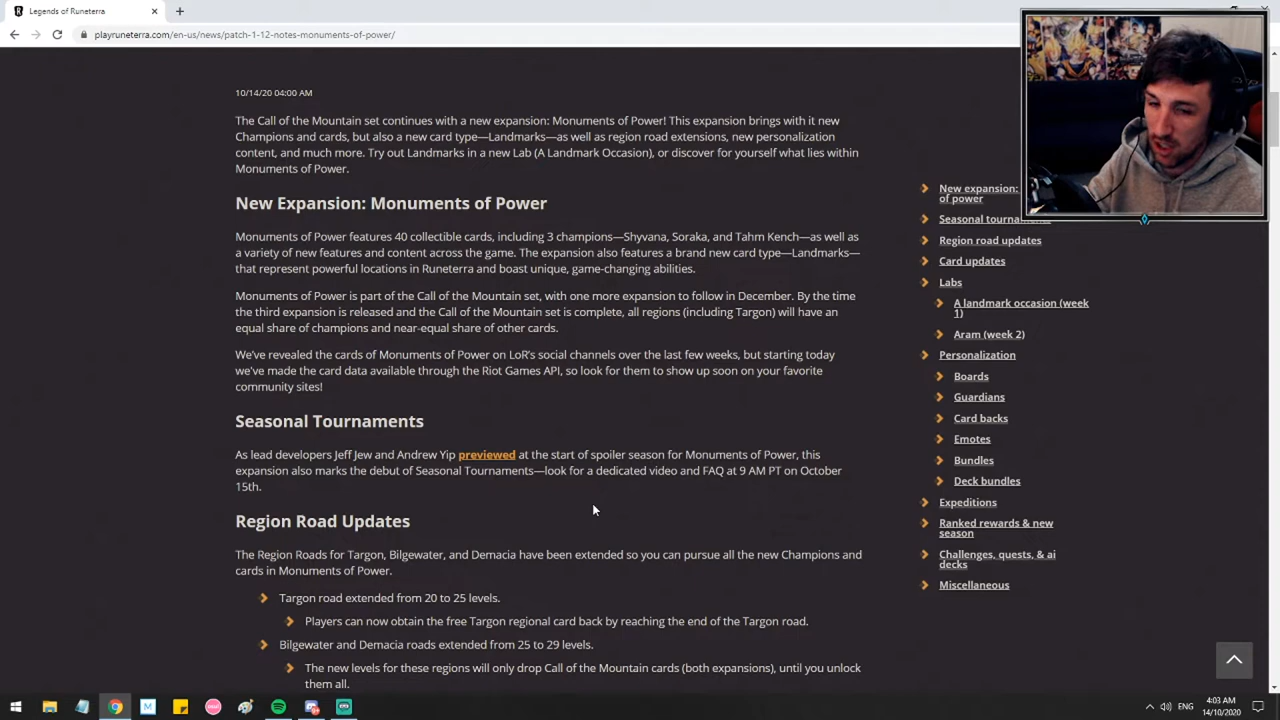 Legends of Runeterra
playruneterra.com/en-us/news/patch-1-12-notes-monuments-of-power/
10/14/20 04:00 AM
The Call of the Mountain set continues with a new expansion: Monuments of Power! This expansion brings with it new
Champions and cards, but also a new card type—Landmarks—as well as region road extensions, new personalization
content, and much more. Try out Landmarks in a new Lab (A Landmark Occasion), or discover for yourself what lies within
Monuments of Power.
New Expansion: Monuments of Power
Monuments of Power features 40 collectible cards, including 3 champions—Shyvana, Soraka, and Tahm Kench—as well as
a variety of new features and content across the game. The expansion also features a brand new card type—Landmarks—
that represent powerful locations in Runeterra and boast unique, game-changing abilities.
Monuments of Power is part of the Call of the Mountain set, with one more expansion to follow in December. By the time
the third expansion is released and the Call of the Mountain set is complete, all regions (including Targon) will have an
equal share of champions and near-equal share of other cards.
We've revealed the cards of Monuments of Power on LoR's social channels over the last few weeks, but starting today
we've made the card data available through the Riot Games API, so look for them to show up soon on your favorite
community sites!
Seasonal Tournaments
As lead developers Jeff Jew and Andrew Yip previewed at the start of spoiler season for Monuments of Power, this
expansion also marks the debut of Seasonal Tournaments—look for a dedicated video and FAQ at 9 AM PT on October
15th.
Region Road Updates
The Region Roads for Targon, Bilgewater, and Demacia have been extended so you can pursue all the new Champions and
cards in Monuments of Power.
Targon road extended from 20 to 25 levels.
Players can now obtain the free Targon regional card back by reaching the end of the Targon road.
Bilgewater and Demacia roads extended from 25 to 29 levels.
The new levels for these regions will only drop Call of the Mountain cards (both expansions), until you unlock
them all.
New expansion:
of power
Seasonal
Region road updates
Card updates
Labs
A landmark occasion (week
1)
Aram (week 2)
Personalization
Boards
Guardians
Card backs
Emotes
Bundles
Deck bundles
Expeditions
Ranked rewards & new
season
Challenges, quests, & ai
decks
Miscellaneous
ENG
4:03 AM
14/10/2020